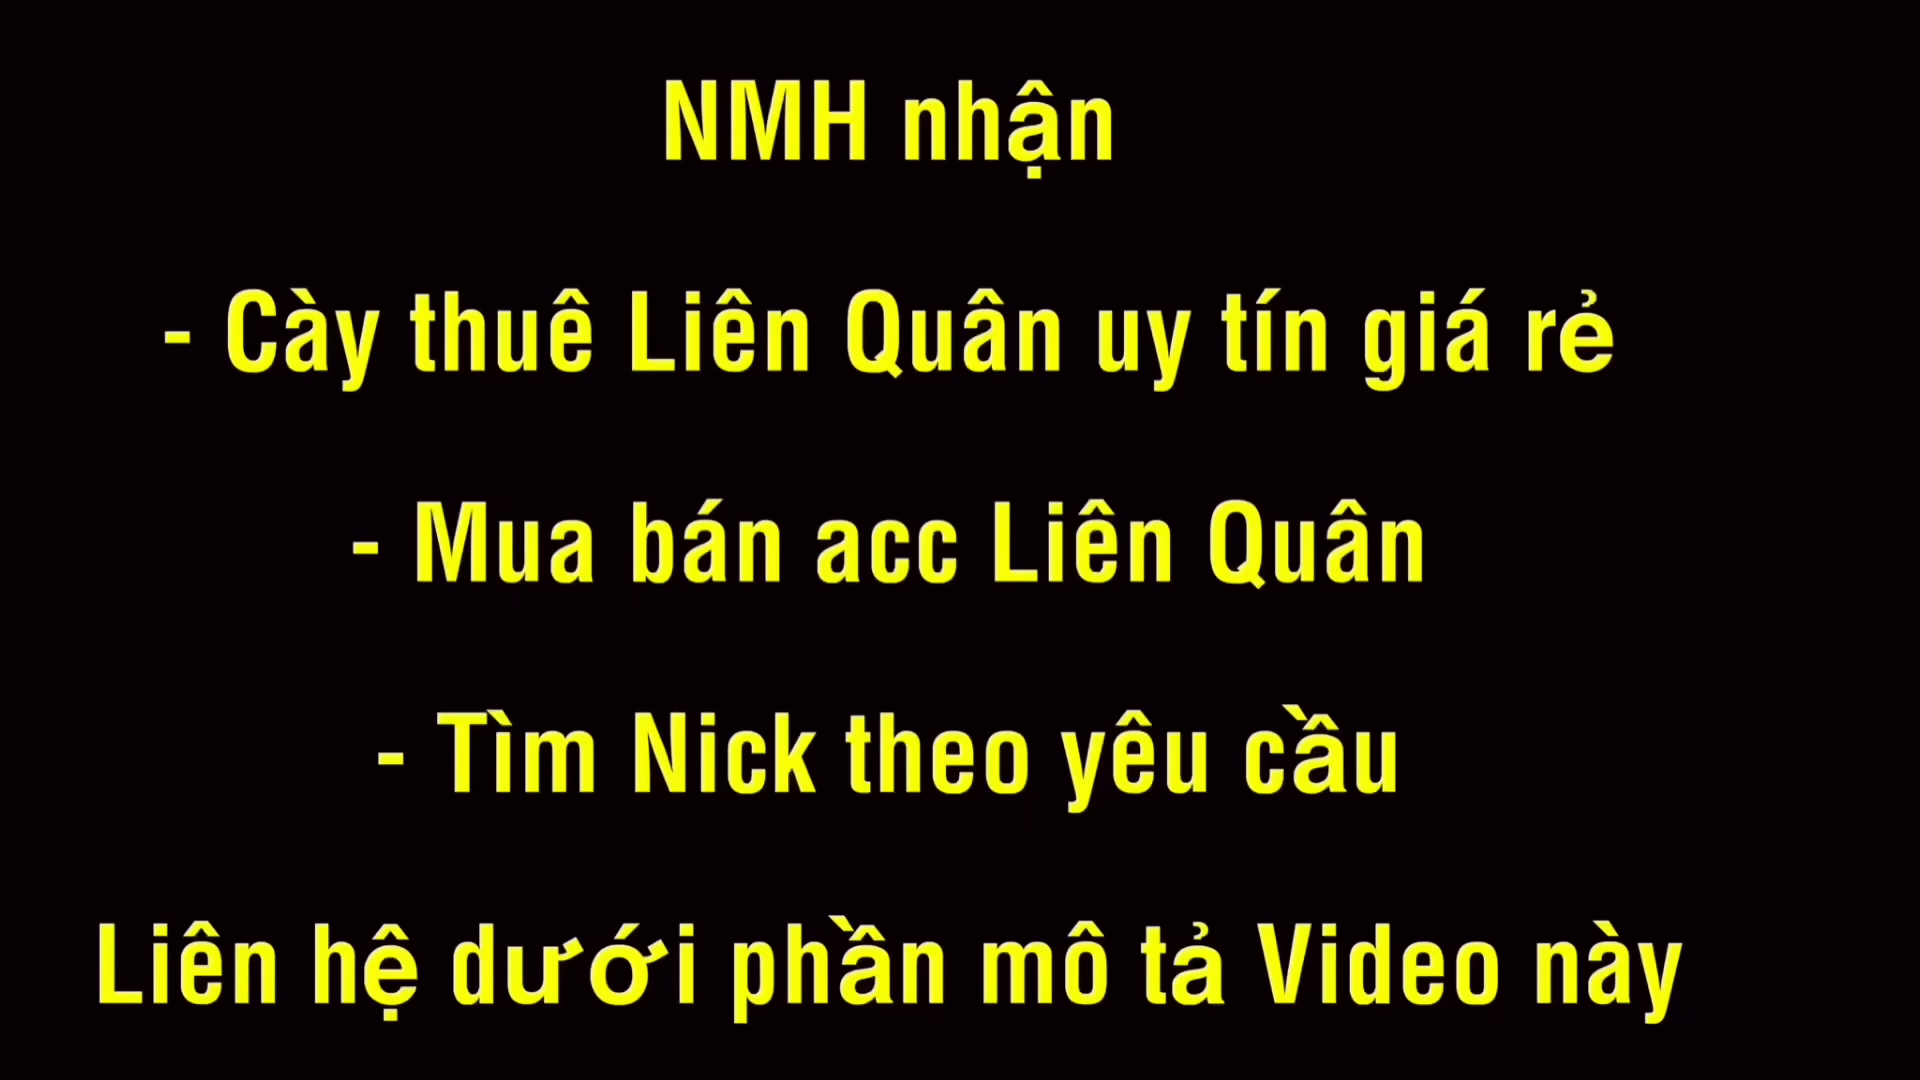 NMH nhận
- Cày thuê Liên Quân uy tín giá rẻ
- Mua bán acc Liên Quân
- Tìm Nick theo yêu cầu
Liên hệ dưới phần mô tả Video này